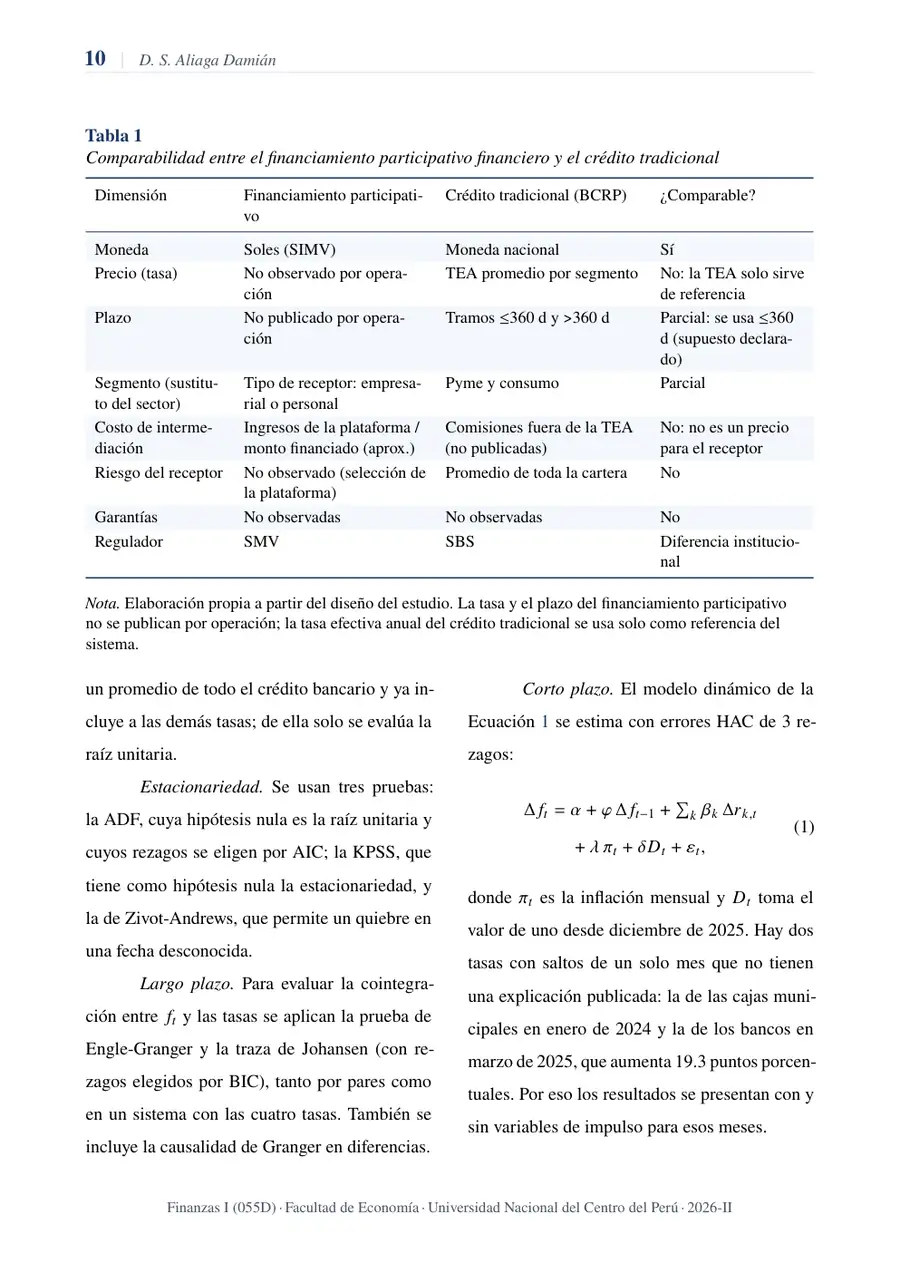 10 | D. S. Aliaga Damián
Tabla 1
Comparabilidad entre el financiamiento participativo financiero y el crédito tradicional
Dimensión Financiamiento participati- Crédito tradicional (BCRP) ¿Comparable?
vo
Moneda Soles (SIMV) Moneda nacional Sí
Precio (tasa) No observado por opera- TEA promedio por segmento No: la TEA solo sirve
ción de referencia
Plazo No publicado por opera- Tramos ≤360 d y >360 d Parcial: se usa ≤360
ción d (supuesto declara-
do)
Segmento (sustitu- Tipo de receptor: empresa- Pyme y consumo Parcial
to del sector) rial o personal
Costo de interme- Ingresos de la plataforma / Comisiones fuera de la TEA No: no es un precio
diación monto financiado (aprox.) (no publicadas) para el receptor
Riesgo del receptor No observado (selección de Promedio de toda la cartera No
la plataforma)
Garantías No observadas No observadas No
Regulador SMV SBS Diferencia institucio-
nal
Nota. Elaboración propia a partir del diseño del estudio. La tasa y el plazo del financiamiento participativo
no se publican por operación; la tasa efectiva anual del crédito tradicional se usa solo como referencia del
sistema.
un promedio de todo el crédito bancario y ya in-
cluye a las demás tasas; de ella solo se evalúa la
raíz unitaria.
Estacionariedad. Se usan tres pruebas:
la ADF, cuya hipótesis nula es la raíz unitaria y
cuyos rezagos se eligen por AIC; la KPSS, que
tiene como hipótesis nula la estacionariedad, y
la de Zivot-Andrews, que permite un quiebre en
una fecha desconocida.
Largo plazo. Para evaluar la cointegra-
ción entre fₜ y las tasas se aplican la prueba de
Engle-Granger y la traza de Johansen (con re-
zagos elegidos por BIC), tanto por pares como
en un sistema con las cuatro tasas. También se
incluye la causalidad de Granger en diferencias.
Corto plazo. El modelo dinámico de la
Ecuación 1 se estima con errores HAC de 3 re-
zagos:
Δfₜ = α + φ Δfₜ₋₁ + ∑ₖ βₖ Δrₖ,ₜ
(1)
+ λ πₜ + δDₜ + εₜ,
donde πₜ es la inflación mensual y Dₜ toma el
valor de uno desde diciembre de 2025. Hay dos
tasas con saltos de un solo mes que no tienen
una explicación publicada: la de las cajas muni-
cipales en enero de 2024 y la de los bancos en
marzo de 2025, que aumenta 19.3 puntos porcen-
tuales. Por eso los resultados se presentan con y
sin variables de impulso para esos meses.
Finanzas I (055D) · Facultad de Economía · Universidad Nacional del Centro del Perú · 2026-II